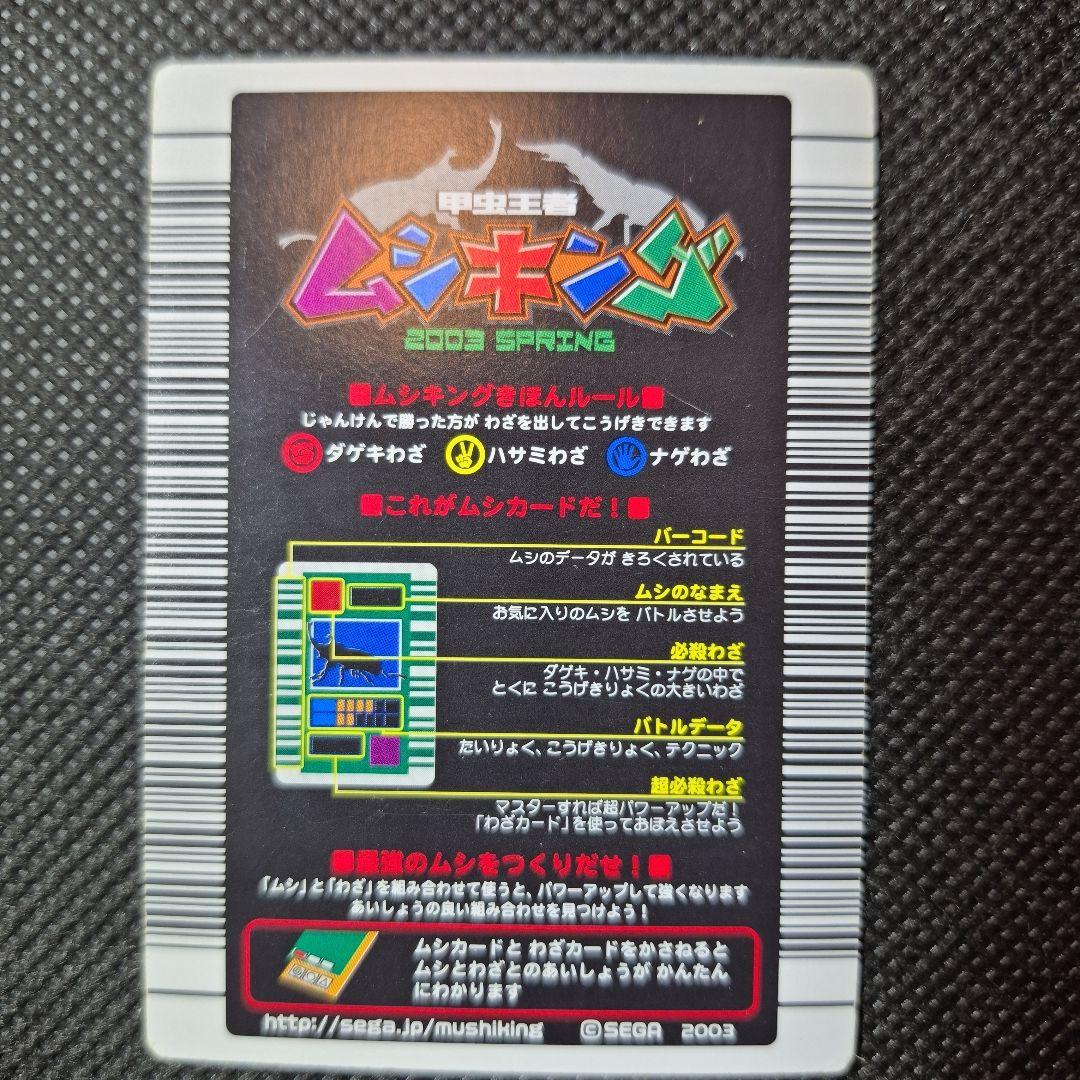 甲虫王者
ムシキング
2003 SPRING
■ムシキングきほんルール■
じゃんけんで勝った方が わざを出してこうげきできます
ダゲキわざ ハサミわざ ナゲわざ
■これがムシカードだ！■
バーコード
ムシのデータが きろくされている
ムシのなまえ
お気に入りのムシを バトルさせよう
必殺わざ
ダゲキ・ハサミ・ナゲの中で
とくに こうげきりょくの大きいわざ
バトルデータ
たいりょく、こうげきりょく、テクニック
超必殺わざ
マスターすれば超パワーアップだ！
「わざカード」を使っておぼえさせよう
■最強のムシをつくりだせ！■
「ムシ」と「わざ」を組み合わせて使うと、パワーアップして強くなります
あいしょうの良い組み合わせを見つけよう！
ムシカードと わざカードをかさねると
ムシとわざとのあいしょうが かんたん
にわかります
http://sega.jp/mushiking ©SEGA 2003